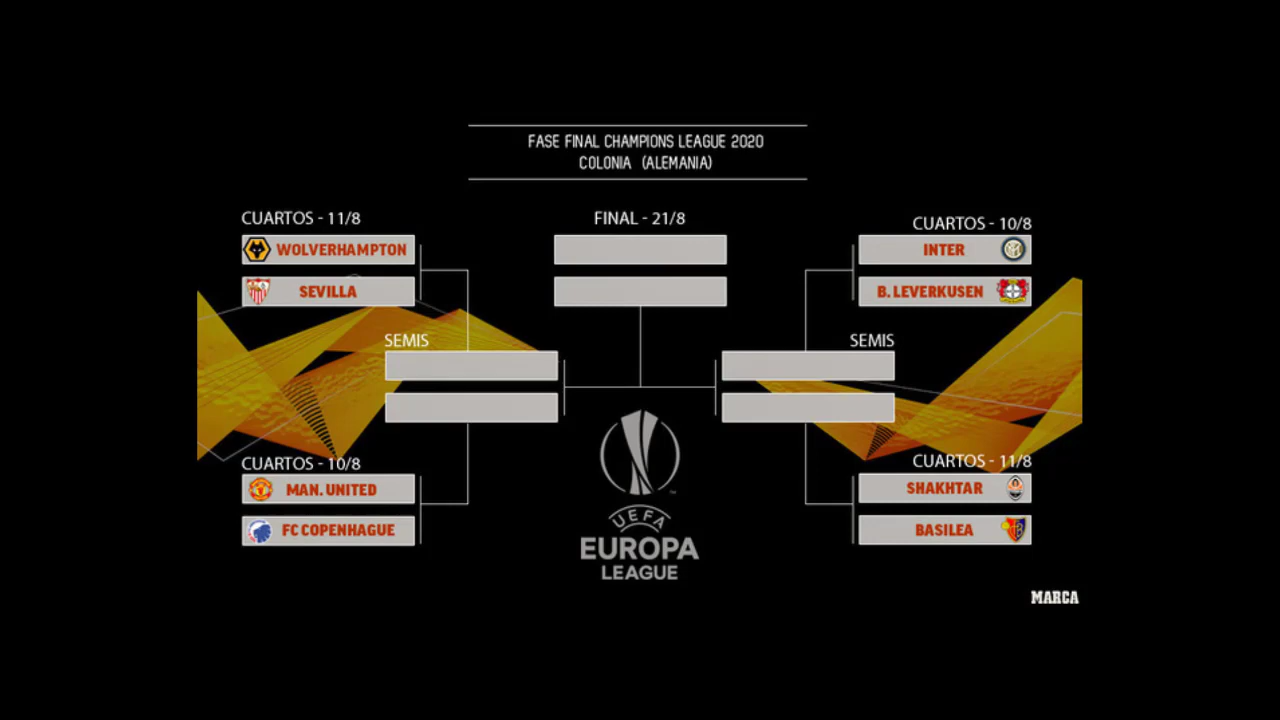 FASE FINAL CHAMPIONS LEAGUE 2020
COLONIA (ALEMANIA)
CUARTOS - 11/8
WOLVERHAMPTON
SEVILLA
FINAL - 21/8
CUARTOS - 10/8
INTER
B. LEVERKUSEN
SEMIS
SEMIS
CUARTOS - 10/8
MAN. UNITED
FC COPENHAGUE
CUARTOS - 11/8
SHAKHTAR
BASILEA
UEFA
EUROPA
LEAGUE
MARCA